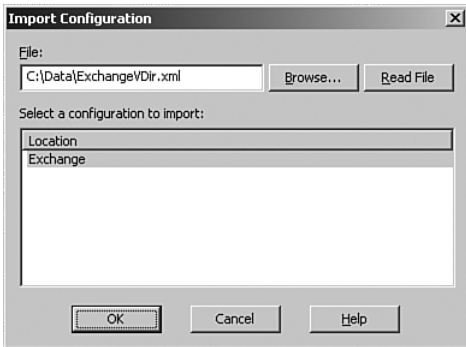 Import Configuration
File:
C:\Data\ExchangeVDir.xml Browse... Read File
Select a configuration to import:
Location
Exchange
OK Cancel Help